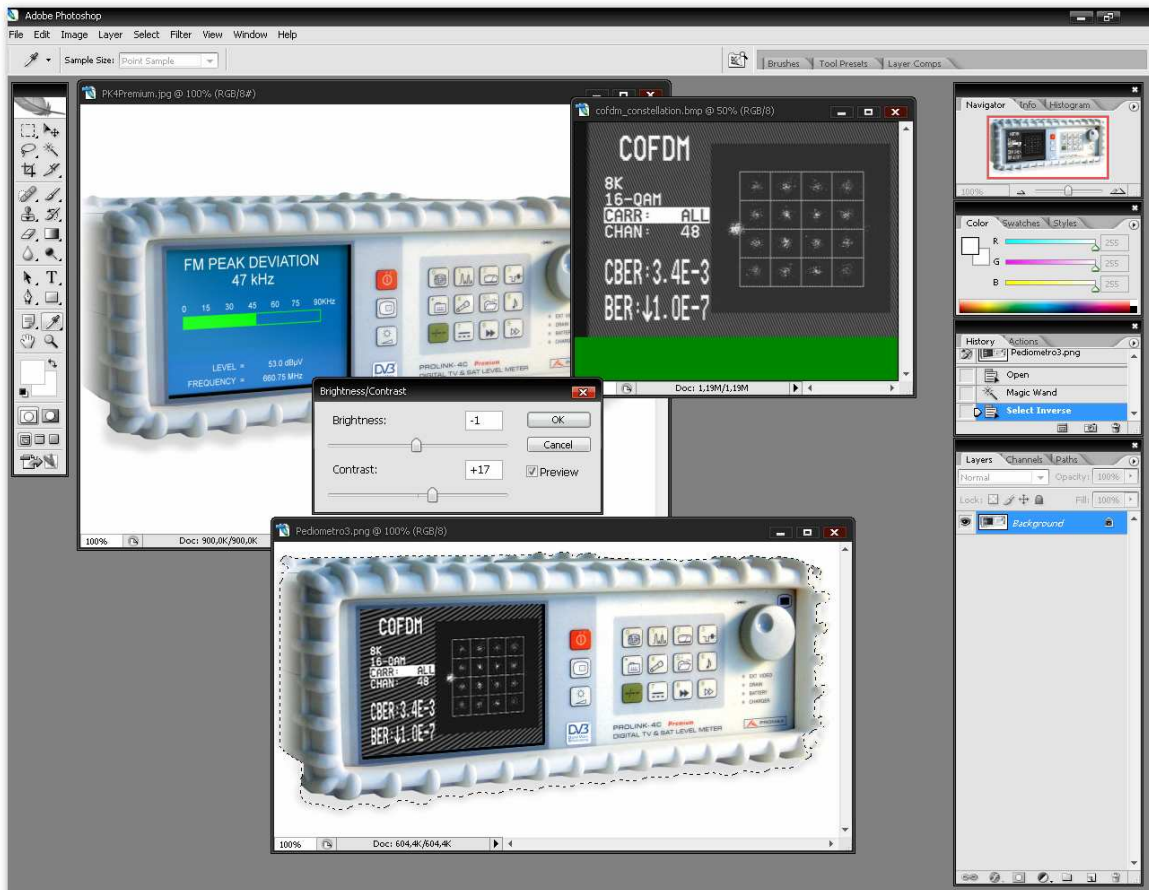 Adobe Photoshop
File Edit Image Layer Select Filter View Window Help
Sample Size: Point Sample
Brushes Tool Presets Layer Comps
PK4Premium.jpg @ 100% (RGB/8#)
FM PEAK DEVIATION
47 kHz
0 15 30 45 60 75 90KHz
LEVEL = 53.0 dBµV
FREQUENCY = 660.75 MHz
PROLINK-4C Premium
DIGITAL TV & SAT LEVEL METER
100% Doc: 900,0K/900,0K
cofdm_constellation.bmp @ 50% (RGB/8)
COFDM
8K
16-QAM
CARR: ALL
CHAN: 48
CBER:3.4E-3
BER:↓1.0E-7
Doc: 1,19M/1,19M
Brightness/Contrast
Brightness: -1
OK
Cancel
Contrast: +17
Preview
Pediometro3.png @ 100% (RGB/8)
COFDM
8K
16-QAM
CARR: ALL
CHAN: 48
CBER:3.4E-3
BER:↓1.0E-7
DVB
EXT VIDEO
DRAIN
BATTERY
CHARGER
PROLINK-4C Premium
DIGITAL TV & SAT LEVEL METER
PROMAX
100% Doc: 604,4K/604,4K
Navigator Info Histogram
100%
Color Swatches Styles
R 255
G 255
B 255
History Actions
Pediometro3.png
Open
Magic Wand
Select Inverse
Layers Channels Paths
Normal Opacity: 100%
Lock: Fill: 100%
Background